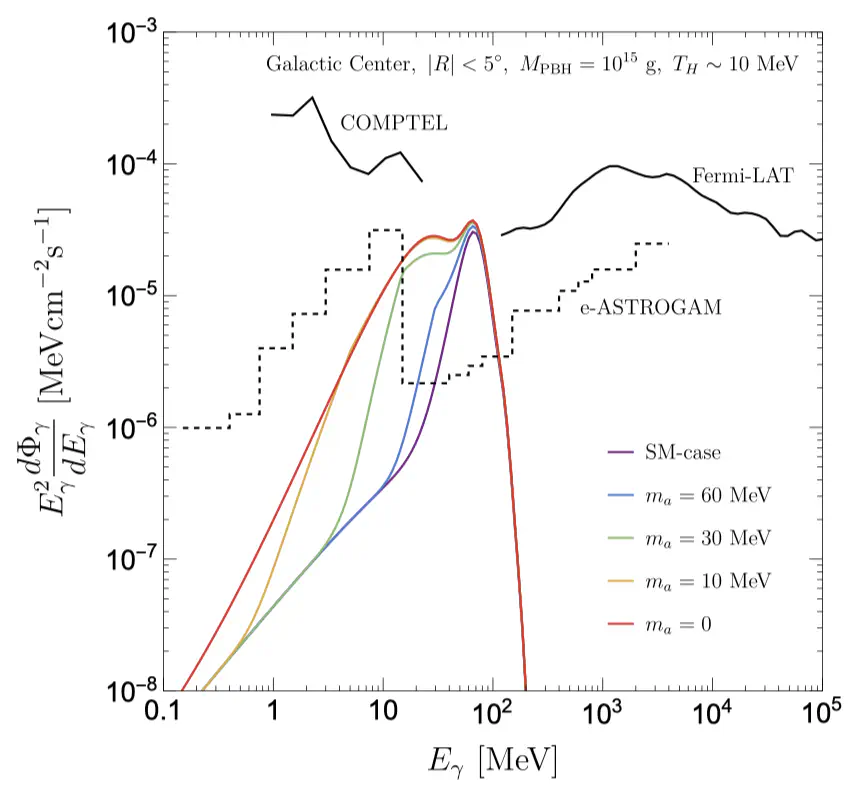 Galactic Center, |R| < 5°, M_PBH = 10^15 g, T_H ∼ 10 MeV
COMPTEL
Fermi-LAT
e-ASTROGAM
SM-case
m_a = 60 MeV
m_a = 30 MeV
m_a = 10 MeV
m_a = 0
10^−3
10^−4
10^−5
10^−6
10^−7
10^−8
E_γ^2 dΦ_γ/dE_γ [MeVcm^−2s^−1]
0.1 1 10 10^2 10^3 10^4 10^5
E_γ [MeV]